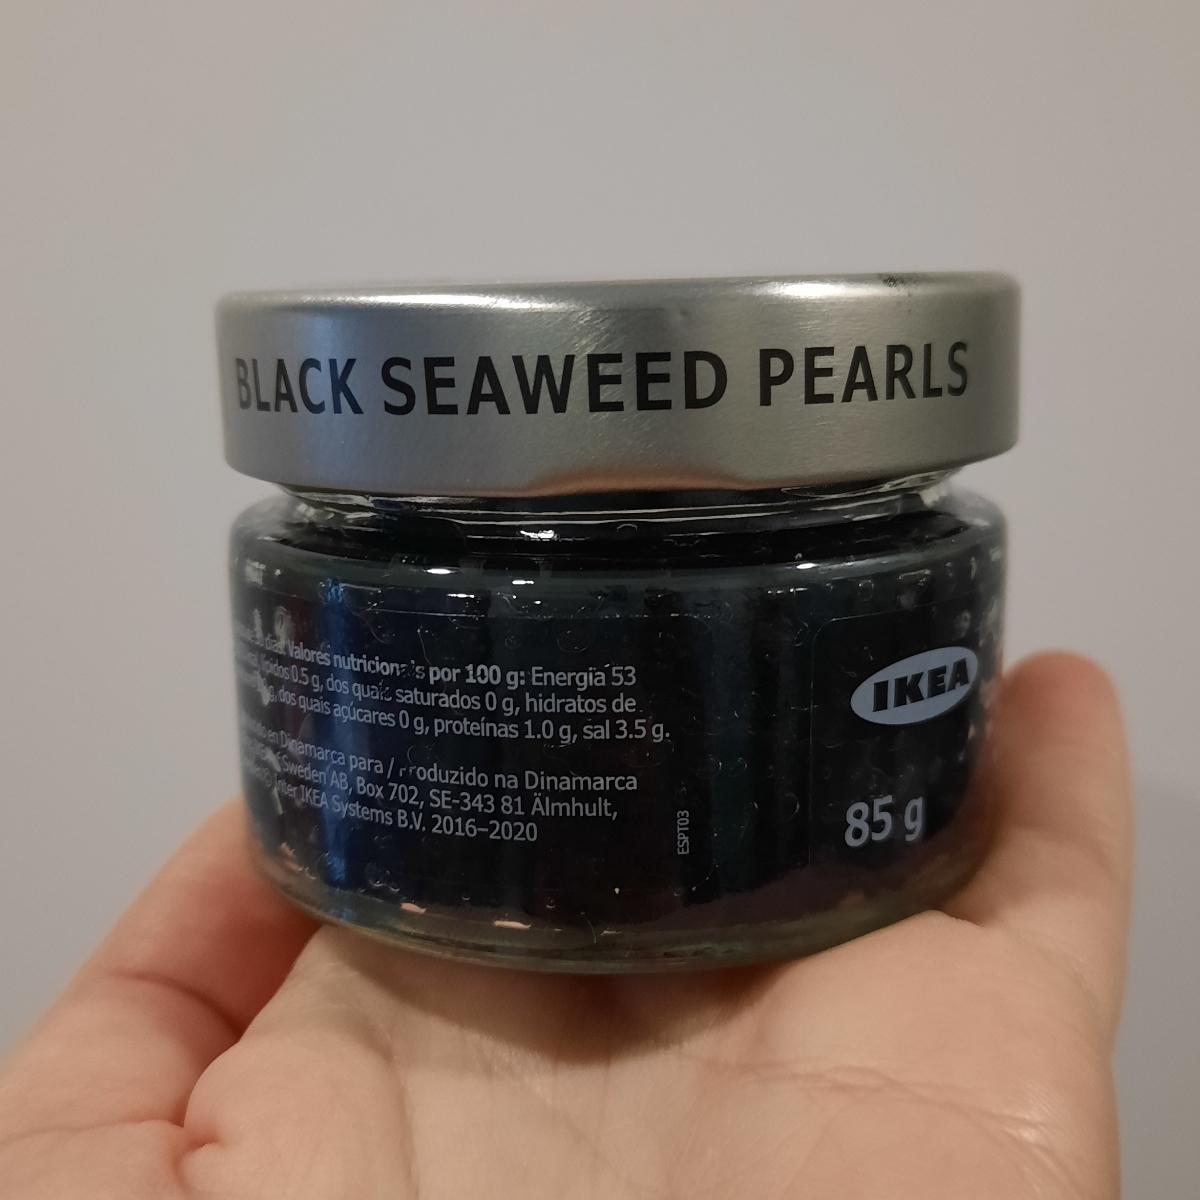 BLACK SEAWEED PEARLS
días. Valores nutricionais por 100 g: Energia 53
lípidos 0.5 g, dos quais saturados 0 g, hidratos de
g, dos quais açúcares 0 g, proteínas 1.0 g, sal 3.5 g.
en Dinamarca para / Produzido na Dinamarca
Sweden AB, Box 702, SE-343 81 Älmhult,
Inter IKEA Systems B.V. 2016–2020
ESPT03
IKEA
85 g